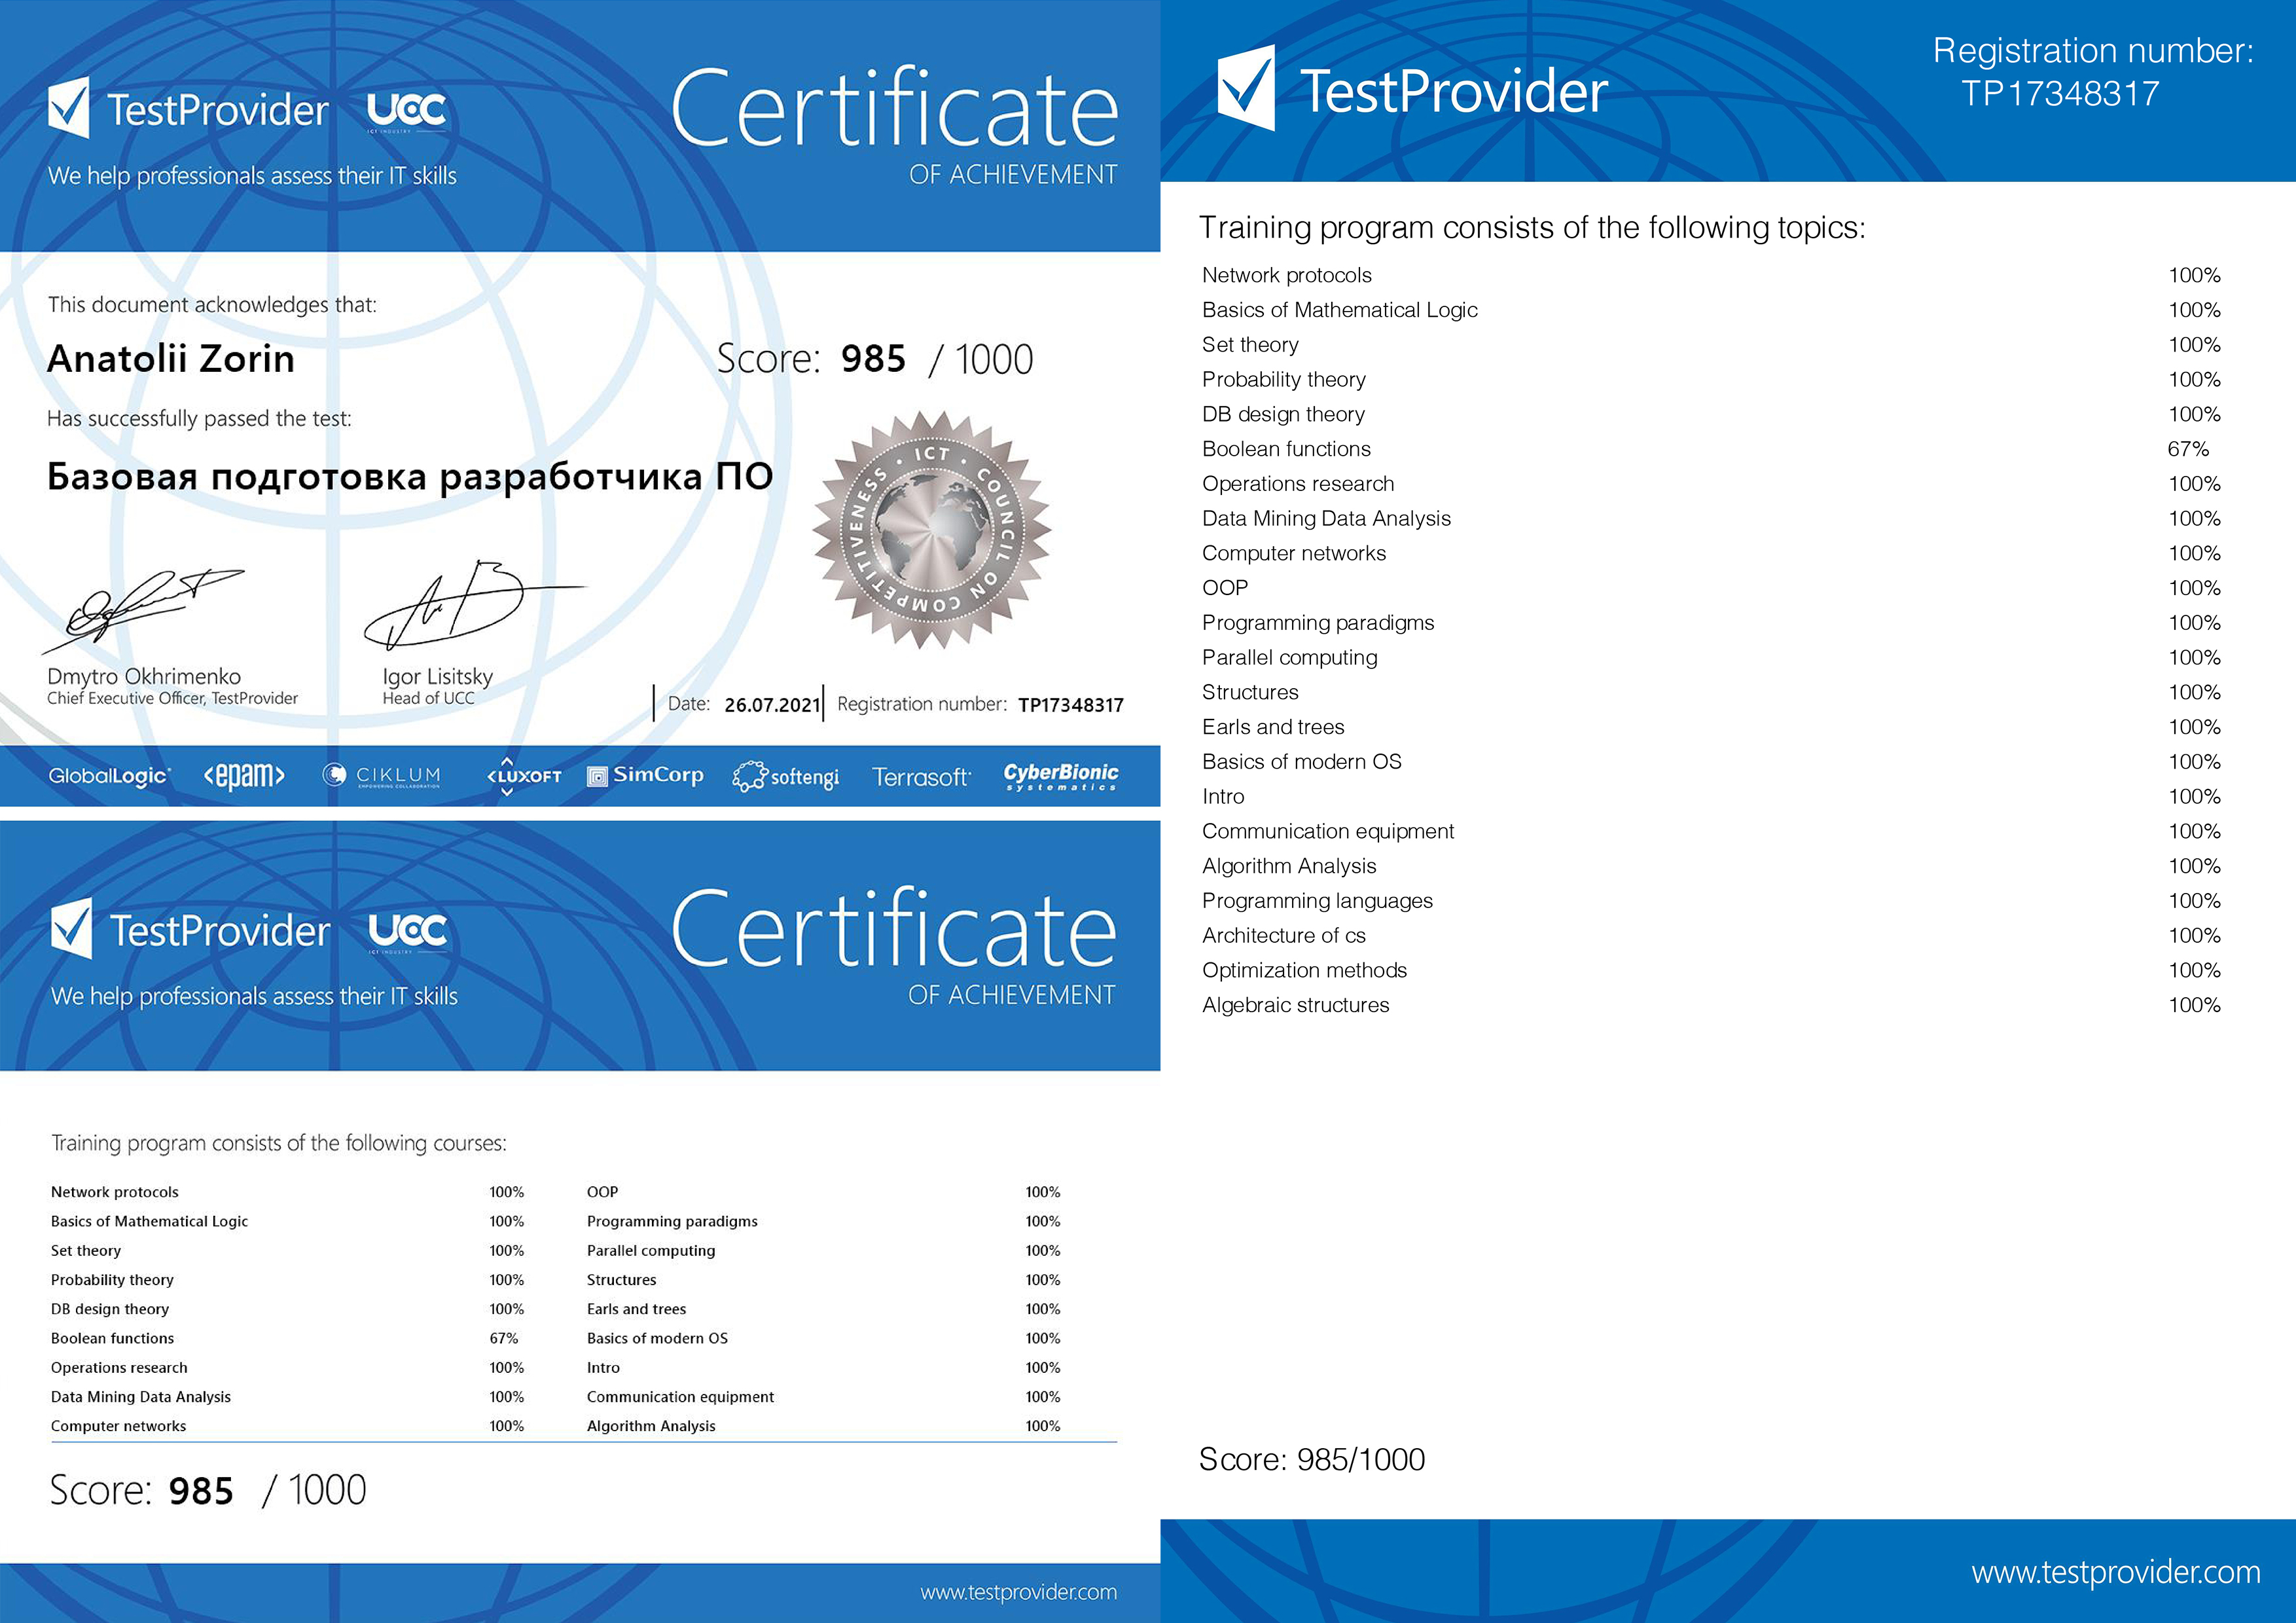 TestProvider UCC
ICT INDUSTRY
We help professionals assess their IT skills
Certificate
OF ACHIEVEMENT
This document acknowledges that:
Anatolii Zorin
Score: 985 / 1000
Has successfully passed the test:
Базовая подготовка разработчика ПО
ICT · COUNCIL ON COMPETITIVENESS ·
Dmytro Okhrimenko
Chief Executive Officer, TestProvider
Igor Lisitsky
Head of UCC
Date: 26.07.2021 Registration number: TP17348317
GlobalLogic <epam> CIKLUM LUXOFT SimCorp softengi Terrasoft CyberBionic
EMPOWERING COLLABORATION
systematics
TestProvider UCC
ICT INDUSTRY
We help professionals assess their IT skills
Certificate
OF ACHIEVEMENT
Training program consists of the following courses:
Network protocols 100% OOP 100%
Basics of Mathematical Logic 100% Programming paradigms 100%
Set theory 100% Parallel computing 100%
Probability theory 100% Structures 100%
DB design theory 100% Earls and trees 100%
Boolean functions 67% Basics of modern OS 100%
Operations research 100% Intro 100%
Data Mining Data Analysis 100% Communication equipment 100%
Computer networks 100% Algorithm Analysis 100%
Score: 985 / 1000
www.testprovider.com
TestProvider
Registration number:
TP17348317
Training program consists of the following topics:
Network protocols 100%
Basics of Mathematical Logic 100%
Set theory 100%
Probability theory 100%
DB design theory 100%
Boolean functions 67%
Operations research 100%
Data Mining Data Analysis 100%
Computer networks 100%
OOP 100%
Programming paradigms 100%
Parallel computing 100%
Structures 100%
Earls and trees 100%
Basics of modern OS 100%
Intro 100%
Communication equipment 100%
Algorithm Analysis 100%
Programming languages 100%
Architecture of cs 100%
Optimization methods 100%
Algebraic structures 100%
Score: 985/1000
www.testprovider.com